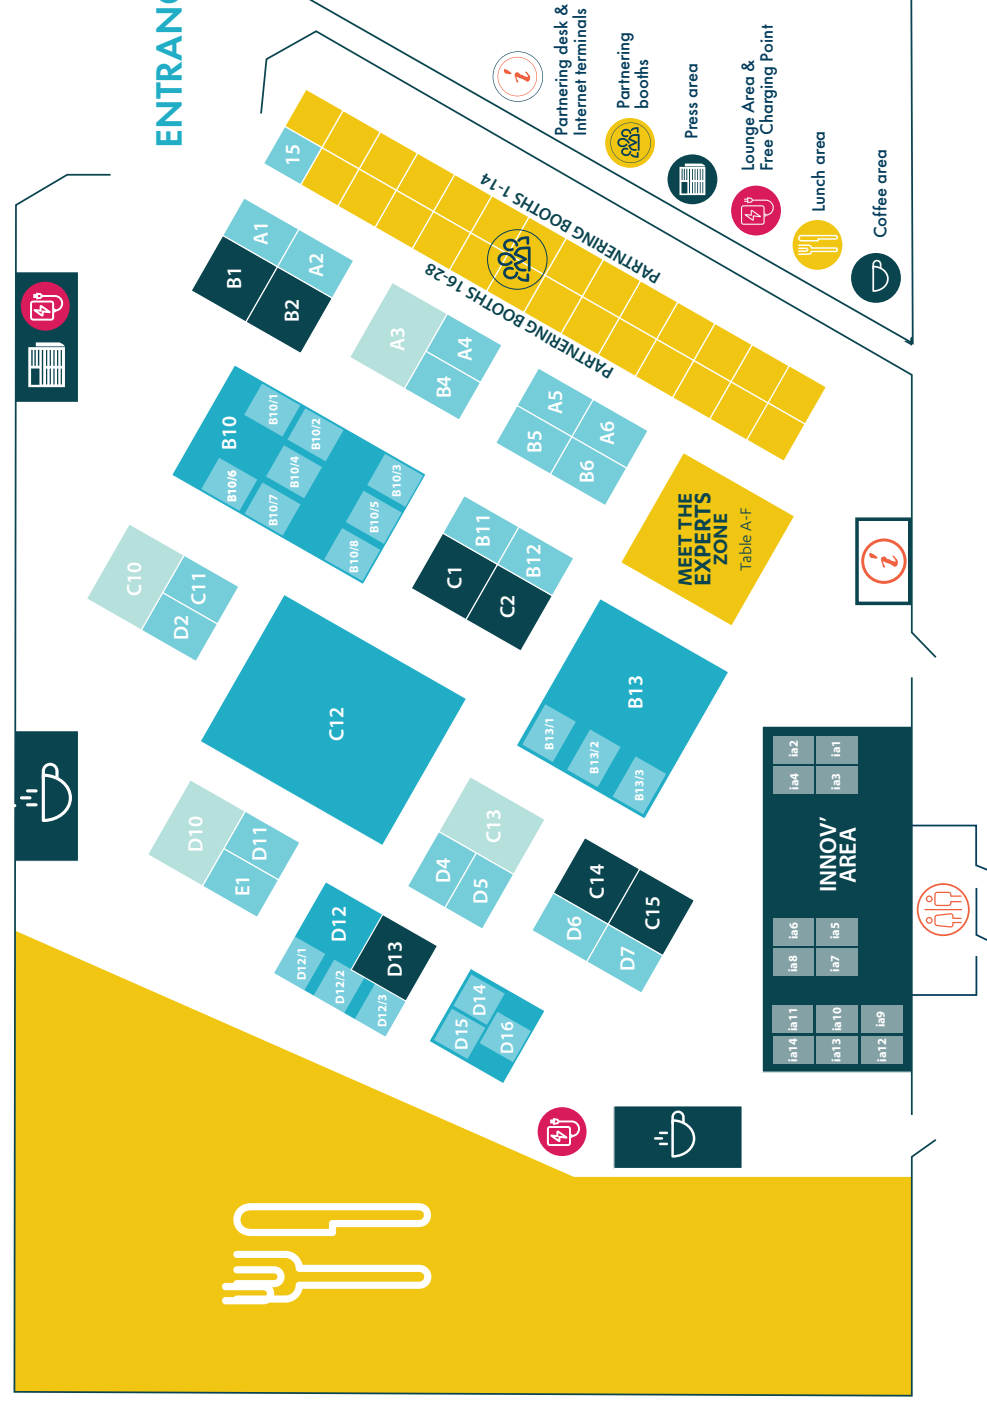 ENTRANC
Partnering desk &
Internet terminals
Partnering
booths
Press area
Lounge Area &
Free Charging Point
Lunch area
Coffee area
15
PARTNERING BOOTHS 1-14
PARTNERING BOOTHS 16-28
A1
A2
B1
B2
A3
A4
B4
A5
A6
B5
B6
B10
B10/1
B10/2
B10/3
B10/4
B10/5
B10/6
B10/7
B10/8
MEET THE
EXPERTS
ZONE
Table A-F
B11
B12
C1
C2
C10
C11
D2
C12
B13
B13/1
B13/2
B13/3
D10
D11
E1
C13
D4
D5
C14
C15
D6
D7
D12
D13
D12/1
D12/2
D12/3
D14
D15
D16
INNOV'
AREA
ia2
ia1
ia4
ia3
ia6
ia5
ia8
ia7
ia11
ia10
ia9
ia14
ia13
ia12